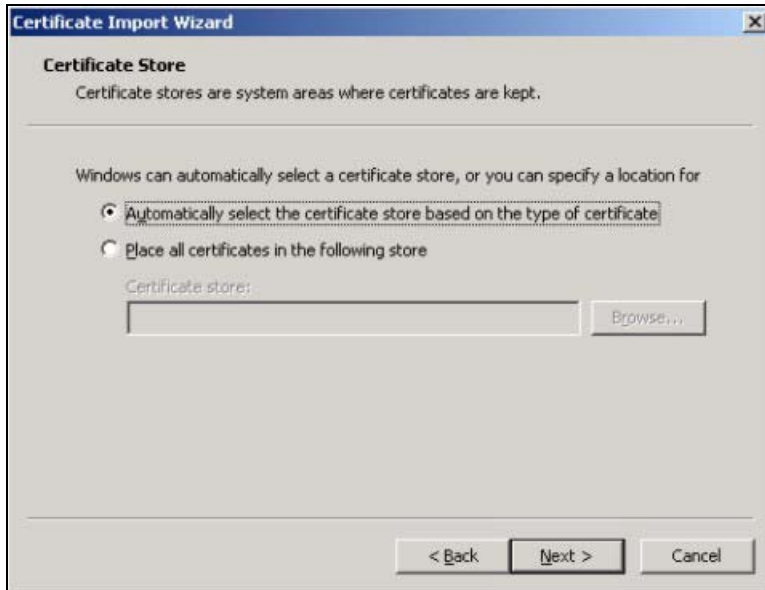 Certificate Import Wizard
Certificate Store
Certificate stores are system areas where certificates are kept.
Windows can automatically select a certificate store, or you can specify a location for
Automatically select the certificate store based on the type of certificate
Place all certificates in the following store
Certificate store:
Browse...
< Back Next > Cancel